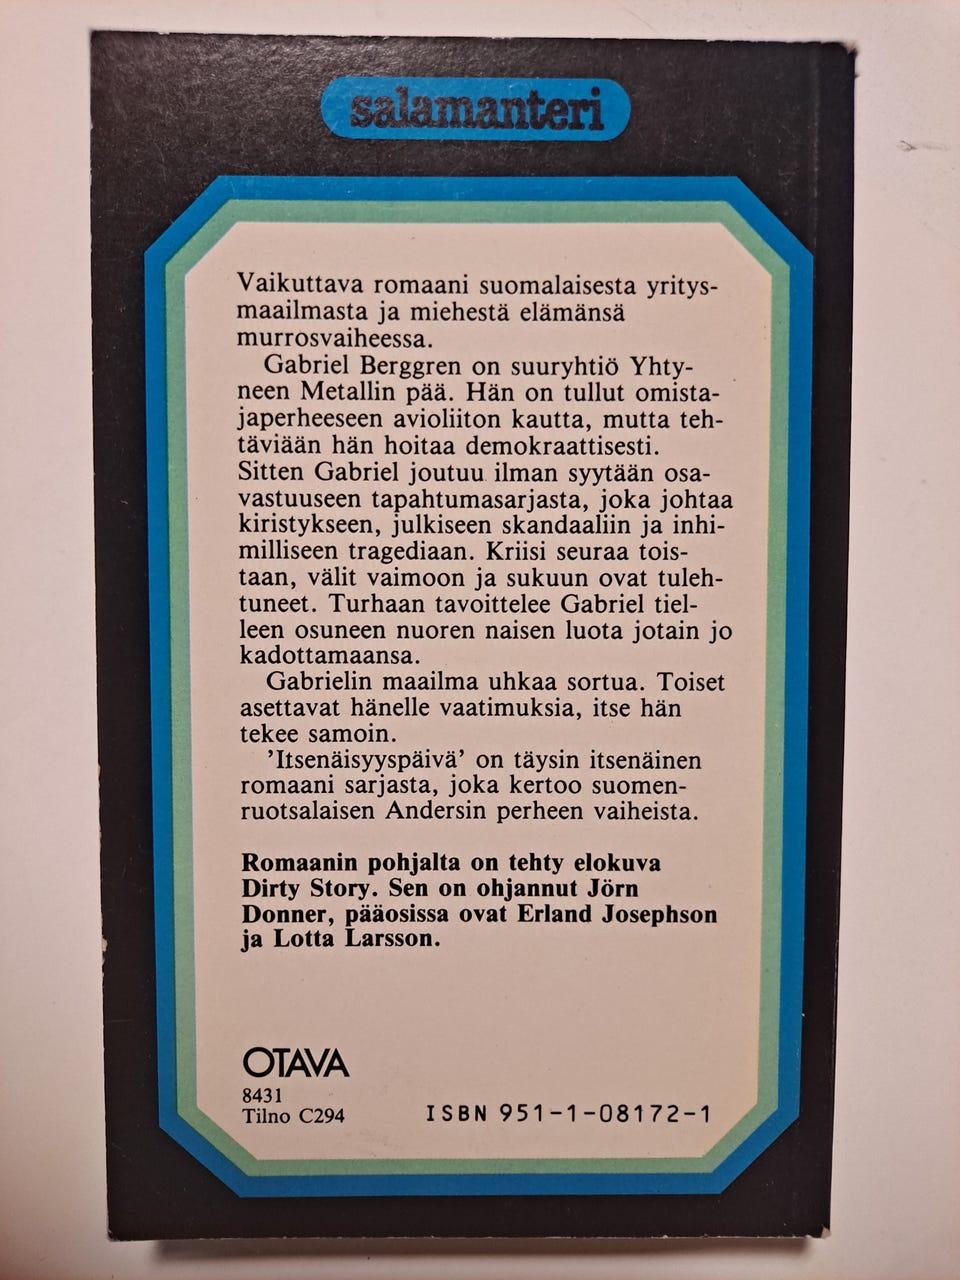 salamanteri
Vaikuttava romaani suomalaisesta yritys-
maailmasta ja miehestä elämänsä
murrosvaiheessa.
Gabriel Berggren on suuryhtiö Yhty-
neen Metallin pää. Hän on tullut omista-
japerheeseen avioliiton kautta, mutta teh-
täviään hän hoitaa demokraattisesti.
Sitten Gabriel joutuu ilman syytään osa-
vastuuseen tapahtumasarjasta, joka johtaa
kiristykseen, julkiseen skandaaliin ja inhi-
milliseen tragediaan. Kriisi seuraa tois-
taan, välit vaimoon ja sukuun ovat tuleh-
tuneet. Turhaan tavoittelee Gabriel tiel-
leen osuneen nuoren naisen luota jotain jo
kadottamaansa.
Gabrielin maailma uhkaa sortua. Toiset
asettavat hänelle vaatimuksia, itse hän
tekee samoin.
’Itsenäisyyspäivä’ on täysin itsenäinen
romaani sarjasta, joka kertoo suomen-
ruotsalaisen Andersin perheen vaiheista.
Romaanin pohjalta on tehty elokuva
Dirty Story. Sen on ohjannut Jörn
Donner, pääosissa ovat Erland Josephson
ja Lotta Larsson.
OTAVA
8431
Tilno C294
ISBN 951-1-08172-1